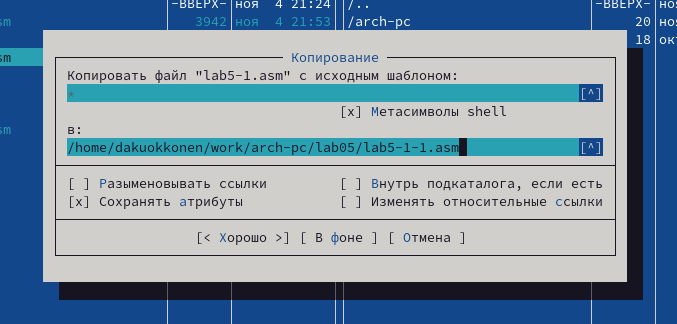 -ВВЕРХ- ноя  4 21:24 /.. -ВВЕРХ- ноя
3942 ноя  4 21:53 /arch-pc 20 ноя
18 окт
Копирование
Копировать файл "lab5-1.asm" с исходным шаблоном:
* [^]
[x] Метасимволы shell
в:
/home/dakuokkonen/work/arch-pc/lab05/lab5-1-1.asm [^]
[ ] Разыменовывать ссылки [ ] Внутрь подкаталога, если есть
[x] Сохранять атрибуты [ ] Изменять относительные ссылки
[< Хорошо >] [ В фоне ] [ Отмена ]